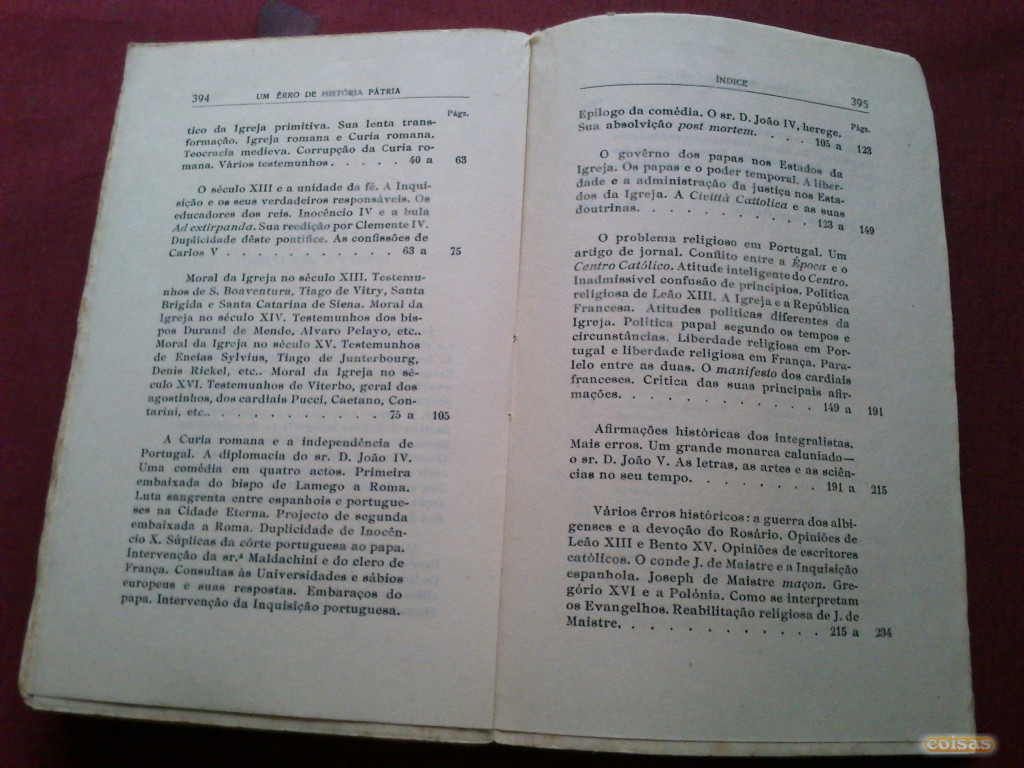 394 UM ÊRRO DE HISTÓRIA PÁTRIA
Págs.
tico da Igreja primitiva. Sua lenta trans-
formação. Igreja romana e Curia romana.
Teocracia medieva. Corrupção da Curia ro-
mana. Vários testemunhos. . . . . . 40 a 63
O século XIII e a unidade da fé. A Inqui-
sição e os seus verdadeiros responsáveis. Os
educadores dos reis. Inocêncio IV e a bula
Ad extirpanda. Sua reedição por Clemente IV.
Duplicidade dêste pontífice. As confissões de
Carlos V . . . . . . . . . . . 63 a 75
Moral da Igreja no século XIII. Testemu-
nhos de S. Boaventura, Tiago de Vitry, Santa
Brigida e Santa Catarina de Siena. Moral da
Igreja no século XIV. Testemunhos dos bis-
pos Durand de Mende, Alvaro Pelayo, etc..
Moral da Igreja no século XV. Testemunhos
de Eneias Sylvius, Tiago de Junterbourg,
Denis Rickel, etc.. Moral da Igreja no sé-
culo XVI. Testemunhos de Viterbo, geral dos
agostinhos, dos cardiais Pucci, Caetano, Con-
tarini, etc.. . . . . . . . . . . . 75 a 105
A Curia romana e a independência de
Portugal. A diplomacia do sr. D. João IV.
Uma comédia em quatro actos. Primeira
embaixada do bispo de Lamego a Roma.
Luta sangrenta entre espanhois e portugue-
ses na Cidade Eterna. Projecto de segunda
embaixada a Roma. Duplicidade de Inocên-
cio X. Súplicas da côrte portuguesa ao papa.
Intervenção da sr.ª Maldachini e do clero de
França. Consultas às Universidades e sábios
europeus e suas respostas. Embaraços do
papa. Intervenção da Inquisição portuguesa.
ÍNDICE 395
Págs.
Epilogo da comédia. O sr. D. João IV, herege.
Sua absolvição post mortem. . . 105 a 123
O govêrno dos papas nos Estados da
Igreja. Os papas e o poder temporal. A liber-
dade e a administração da justiça nos Esta-
dos da Igreja. A Civiltà Cattolica e as suas
doutrinas. . . . . . . . . . . 123 a 149
O problema religioso em Portugal. Um
artigo de jornal. Conflito entre a Época e o
Centro Católico. Atitude inteligente do Centro.
Inadmissivel confusão de princípios. Politica
religiosa de Leão XIII. A Igreja e a República
Francesa. Atitudes politicas diferentes da
Igreja. Politica papal segundo os tempos e
circunstâncias. Liberdade religiosa em Por-
tugal e liberdade religiosa em França. Para-
lelo entre as duas. O manifesto dos cardiais
franceses. Critica das suas principais afir-
mações. . . . . . . . . . . . 149 a 191
Afirmações históricas dos integralistas.
Mais erros. Um grande monarca caluniado—
o sr. D. João V. As letras, as artes e as sciên-
cias no seu tempo. . . . . . . . 191 a 215
Vários êrros históricos: a guerra dos albi-
genses e a devoção do Rosário. Opiniões de
Leão XIII e Bento XV. Opiniões de escritores
católicos. O conde J. de Maistre e a Inquisição
espanhola. Joseph de Maistre maçon. Gre-
gório XVI e a Polónia. Como se interpretam
os Evangelhos. Reabilitação religiosa de J. de
Maistre. . . . . . . . . . . . 215 a 234
coisas